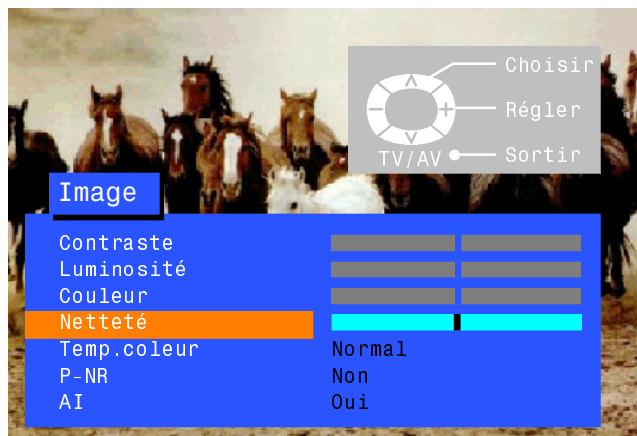 Choisir
Régler
TV/AV Sortir
Image
Contraste
Luminosité
Couleur
Netteté
Temp.coleur Normal
P-NR Non
AI Oui